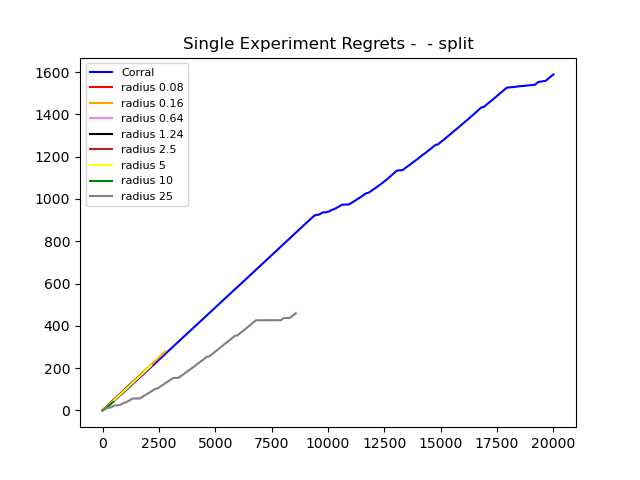 Single Experiment Regrets -  - split
Corral
radius 0.08
radius 0.16
radius 0.64
radius 1.24
radius 2.5
radius 5
radius 10
radius 25
1600
1400
1200
1000
800
600
400
200
0
0 2500 5000 7500 10000 12500 15000 17500 20000